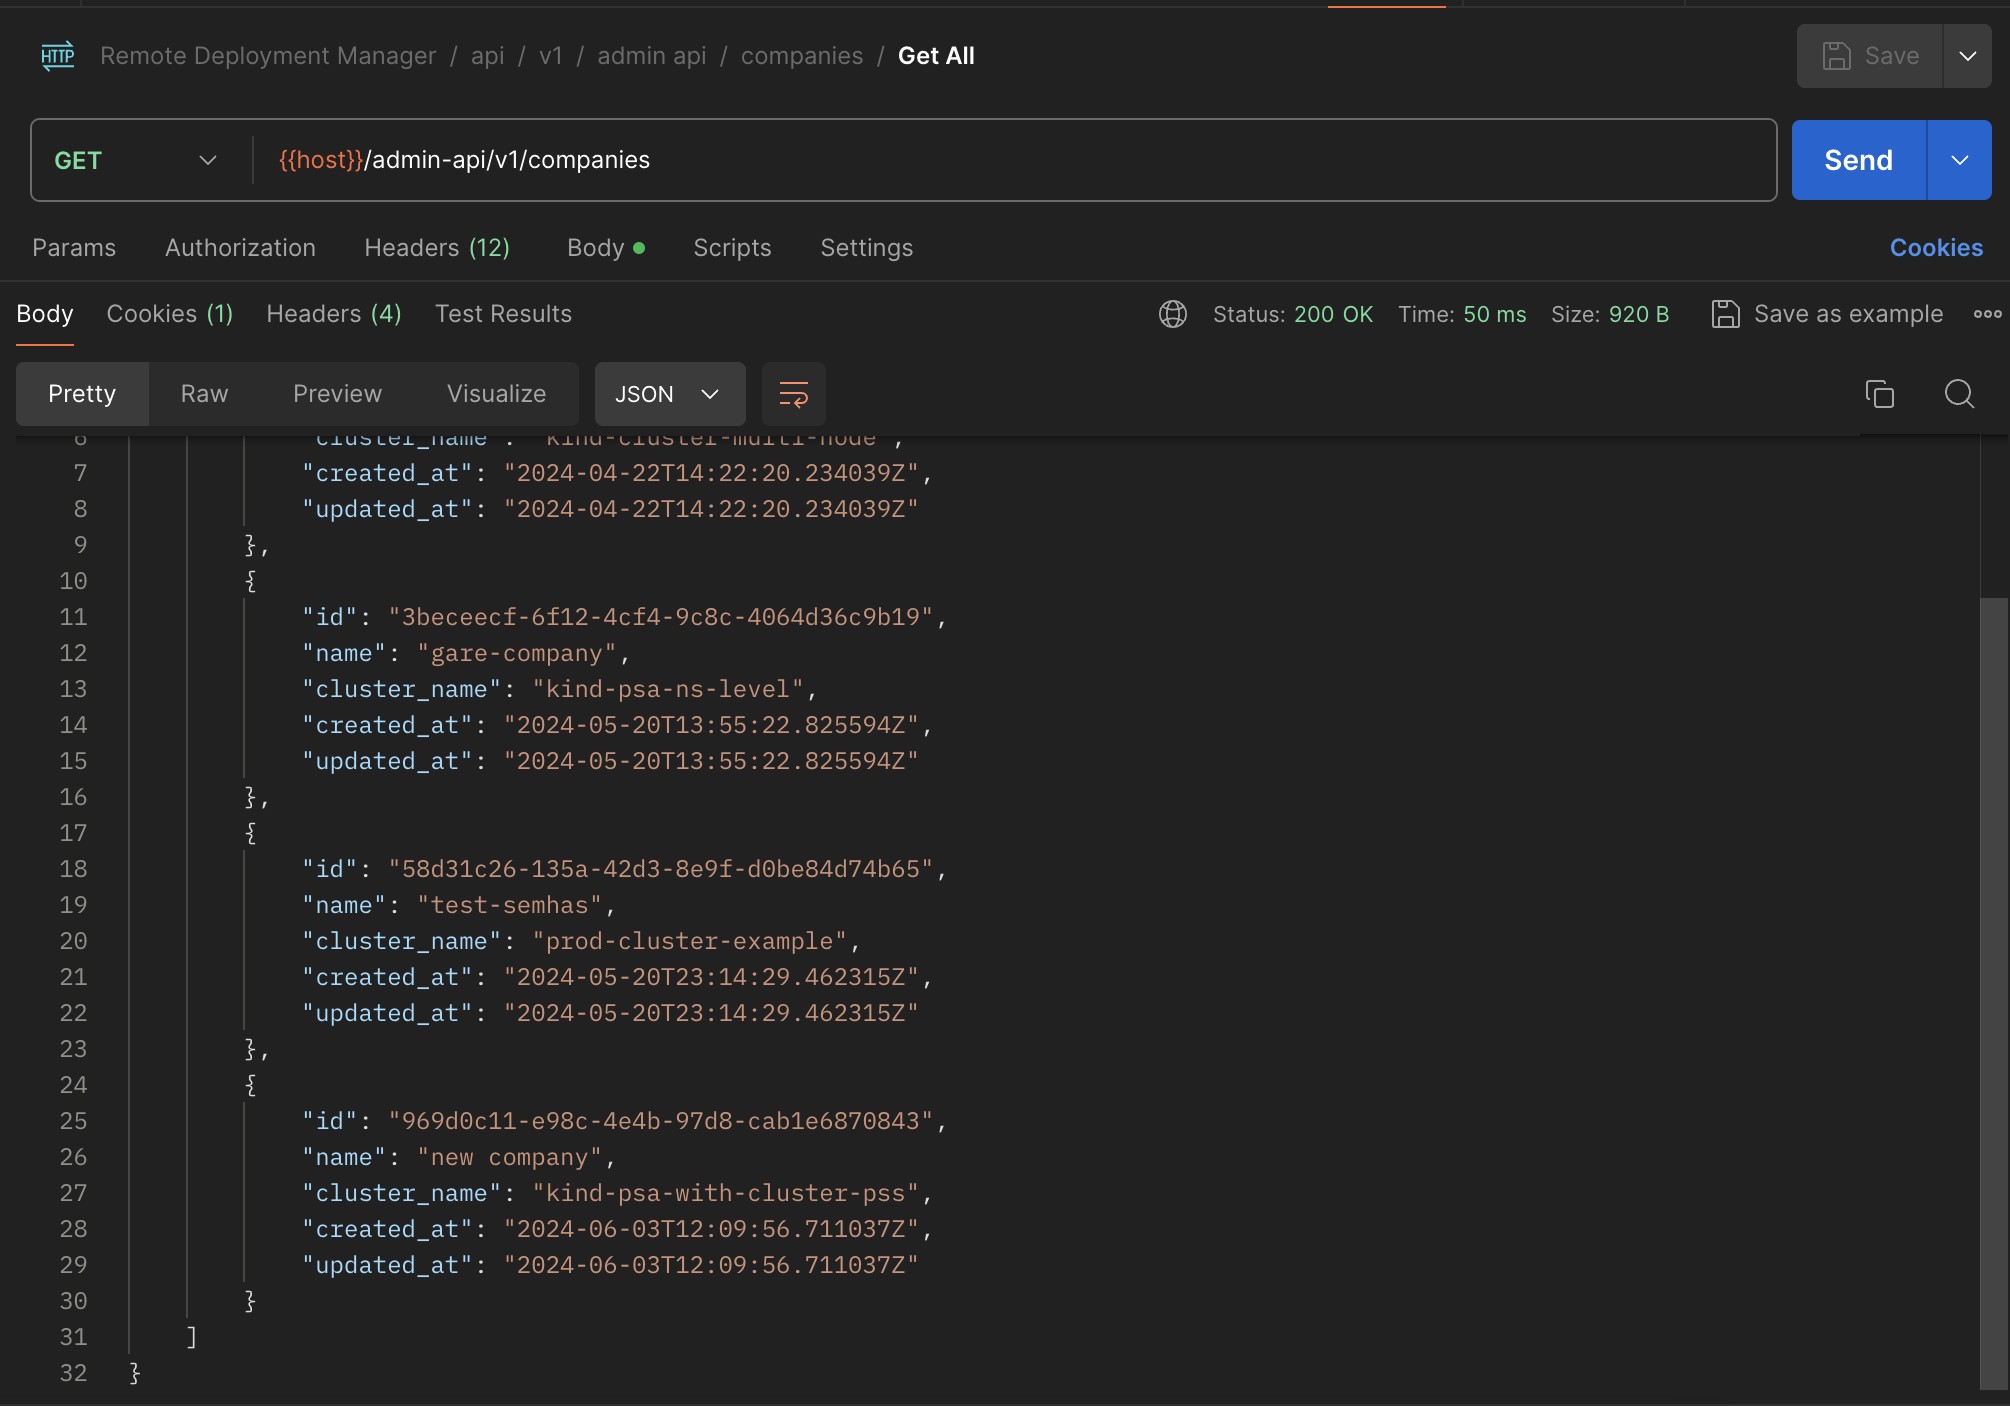 HTTP Remote Deployment Manager / api / v1 / admin api / companies / Get All Save
GET {{host}}/admin-api/v1/companies Send
Params Authorization Headers (12) Body Scripts Settings Cookies
Body Cookies (1) Headers (4) Test Results Status: 200 OK Time: 50 ms Size: 920 B Save as example
Pretty Raw Preview Visualize JSON
6 "cluster_name": "kind-cluster-multi-node",
7 "created_at": "2024-04-22T14:22:20.234039Z",
8 "updated_at": "2024-04-22T14:22:20.234039Z"
9 },
10 {
11 "id": "3beceecf-6f12-4cf4-9c8c-4064d36c9b19",
12 "name": "gare-company",
13 "cluster_name": "kind-psa-ns-level",
14 "created_at": "2024-05-20T13:55:22.825594Z",
15 "updated_at": "2024-05-20T13:55:22.825594Z"
16 },
17 {
18 "id": "58d31c26-135a-42d3-8e9f-d0be84d74b65",
19 "name": "test-semhas",
20 "cluster_name": "prod-cluster-example",
21 "created_at": "2024-05-20T23:14:29.462315Z",
22 "updated_at": "2024-05-20T23:14:29.462315Z"
23 },
24 {
25 "id": "969d0c11-e98c-4e4b-97d8-cab1e6870843",
26 "name": "new company",
27 "cluster_name": "kind-psa-with-cluster-pss",
28 "created_at": "2024-06-03T12:09:56.711037Z",
29 "updated_at": "2024-06-03T12:09:56.711037Z"
30 }
31 ]
32 }